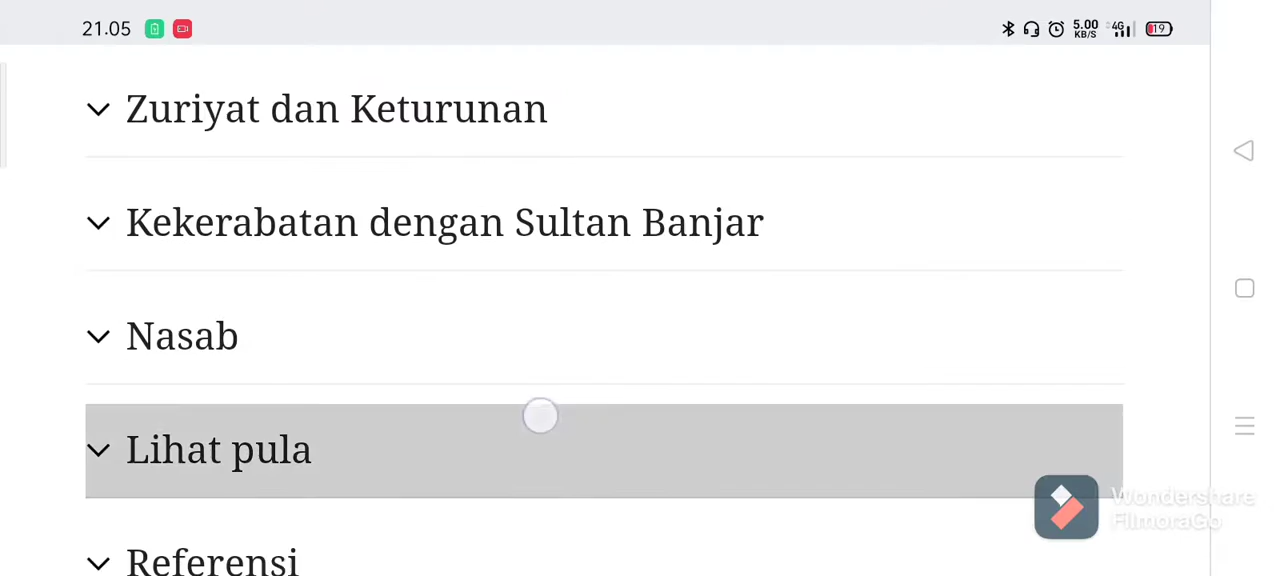 21.05 5.00 KB/S 4G 19
Zuriyat dan Keturunan
Kekerabatan dengan Sultan Banjar
Nasab
Lihat pula
Wondershare
FilmoraGo
Referensi